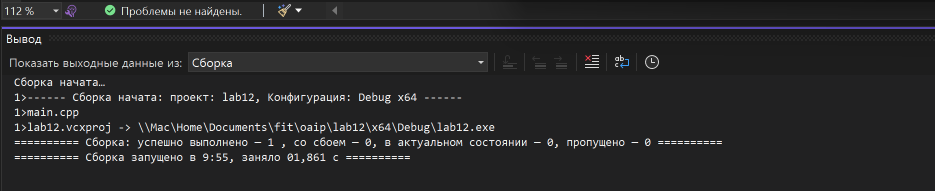 112 %
Проблемы не найдены.
Вывод
Показать выходные данные из: Сборка
Сборка начата…
1>------ Сборка начата: проект: lab12, Конфигурация: Debug x64 ------
1>main.cpp
1>lab12.vcxproj -> \\Mac\Home\Documents\fit\oaip\lab12\x64\Debug\lab12.exe
========== Сборка: успешно выполнено — 1 , со сбоем — 0, в актуальном состоянии — 0, пропущено — 0 ==========
========== Сборка запущено в 9:55, заняло 01,861 с ==========